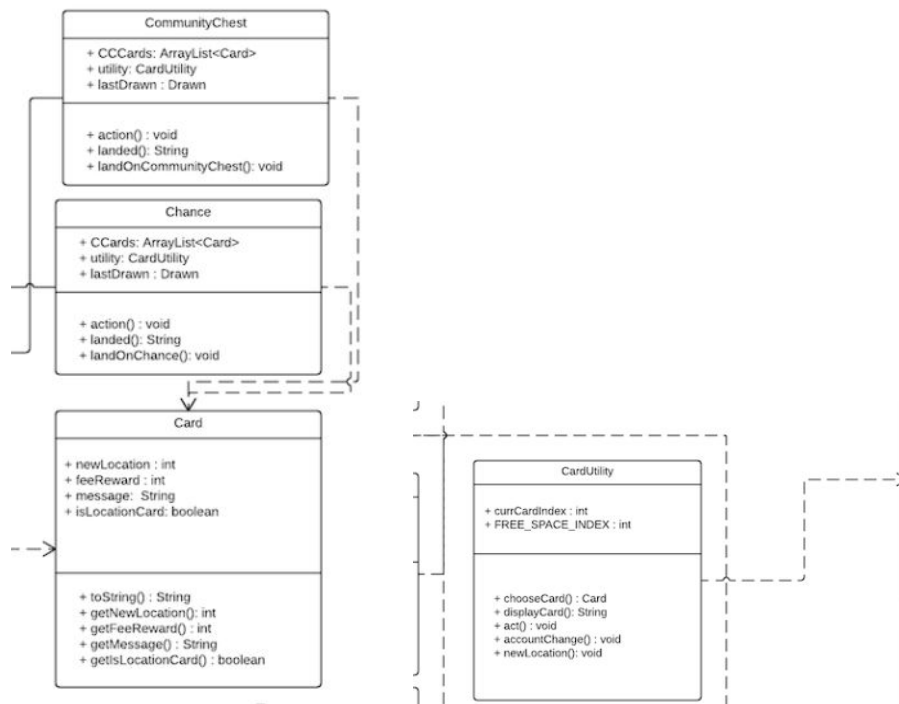 CommunityChest
+ CCCards: ArrayList<Card>
+ utility: CardUtility
+ lastDrawn : Drawn
+ action() : void
+ landed(): String
+ landOnCommunityChest(): void
Chance
+ CCards: ArrayList<Card>
+ utility: CardUtility
+ lastDrawn : Drawn
+ action() : void
+ landed(): String
+ landOnChance(): void
Card
+ newLocation : int
+ feeReward : int
+ message: String
+ isLocationCard: boolean
+ toString() : String
+ getNewLocation(): int
+ getFeeReward() : int
+ getMessage() : String
+ getIsLocationCard() : boolean
CardUtility
+ currCardIndex : int
+ FREE_SPACE_INDEX : int
+ chooseCard() : Card
+ displayCard(): String
+ act() : void
+ accountChange() : void
+ newLocation(): void